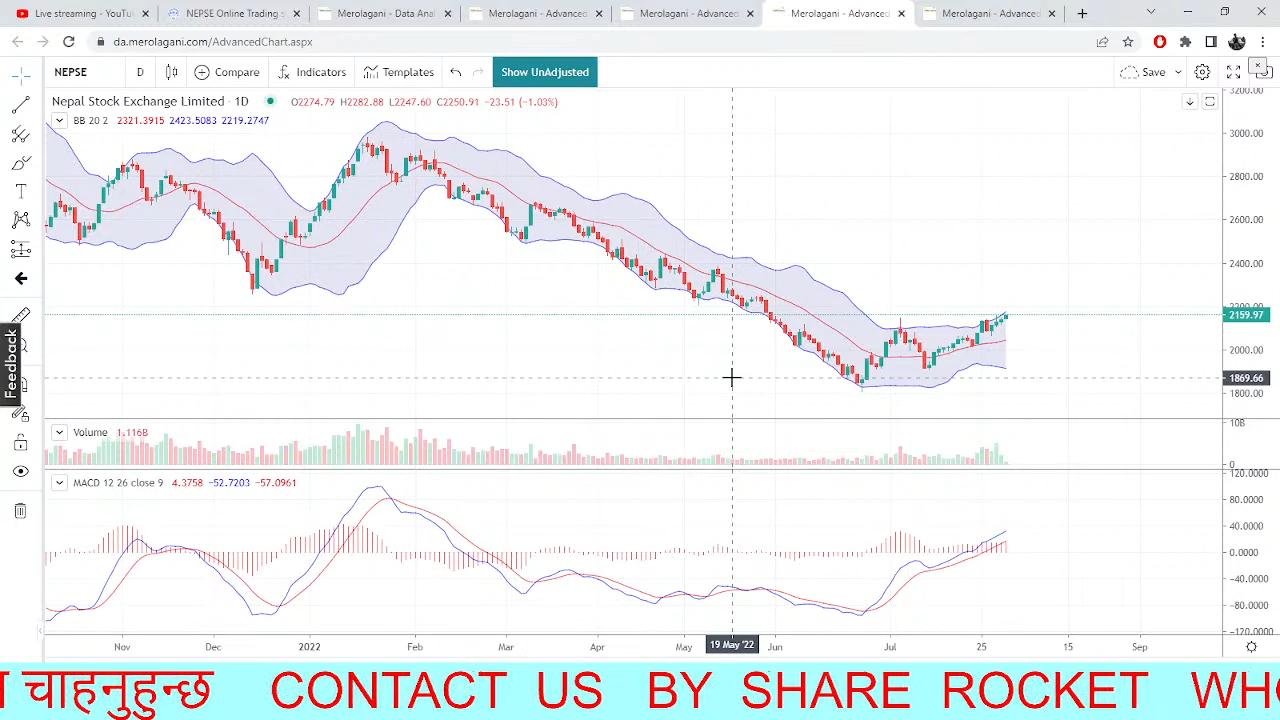 Live streaming - YouTu
NEPSE Online Trading s
Merolagani - Data Anal
Merolagani - Advanced
Merolagani - Advanced
Merolagani - Advanced
Merolagani - Advanced
da.merolagani.com/AdvancedChart.aspx
NEPSE D Compare Indicators Templates Show UnAdjusted Save
Nepal Stock Exchange Limited · 1D O2274.79 H2282.88 L2247.60 C2250.91 −23.51 (−1.03%)
BB 20 2 2321.3915 2423.5083 2219.2747
3200.00
3000.00
2800.00
2600.00
2400.00
2200.00
2159.97
2000.00
1869.66
1800.00
Feedback
Volume 1.116B
10B
0
MACD 12 26 close 9 4.3758 −52.7203 −57.0961
120.0000
80.0000
40.0000
0.0000
−40.0000
−80.0000
−120.0000
Nov Dec 2022 Feb Mar Apr May 19 May '22 Jun Jul 25 15 Sep
चाहनुहुन्छ CONTACT US BY SHARE ROCKET WHO